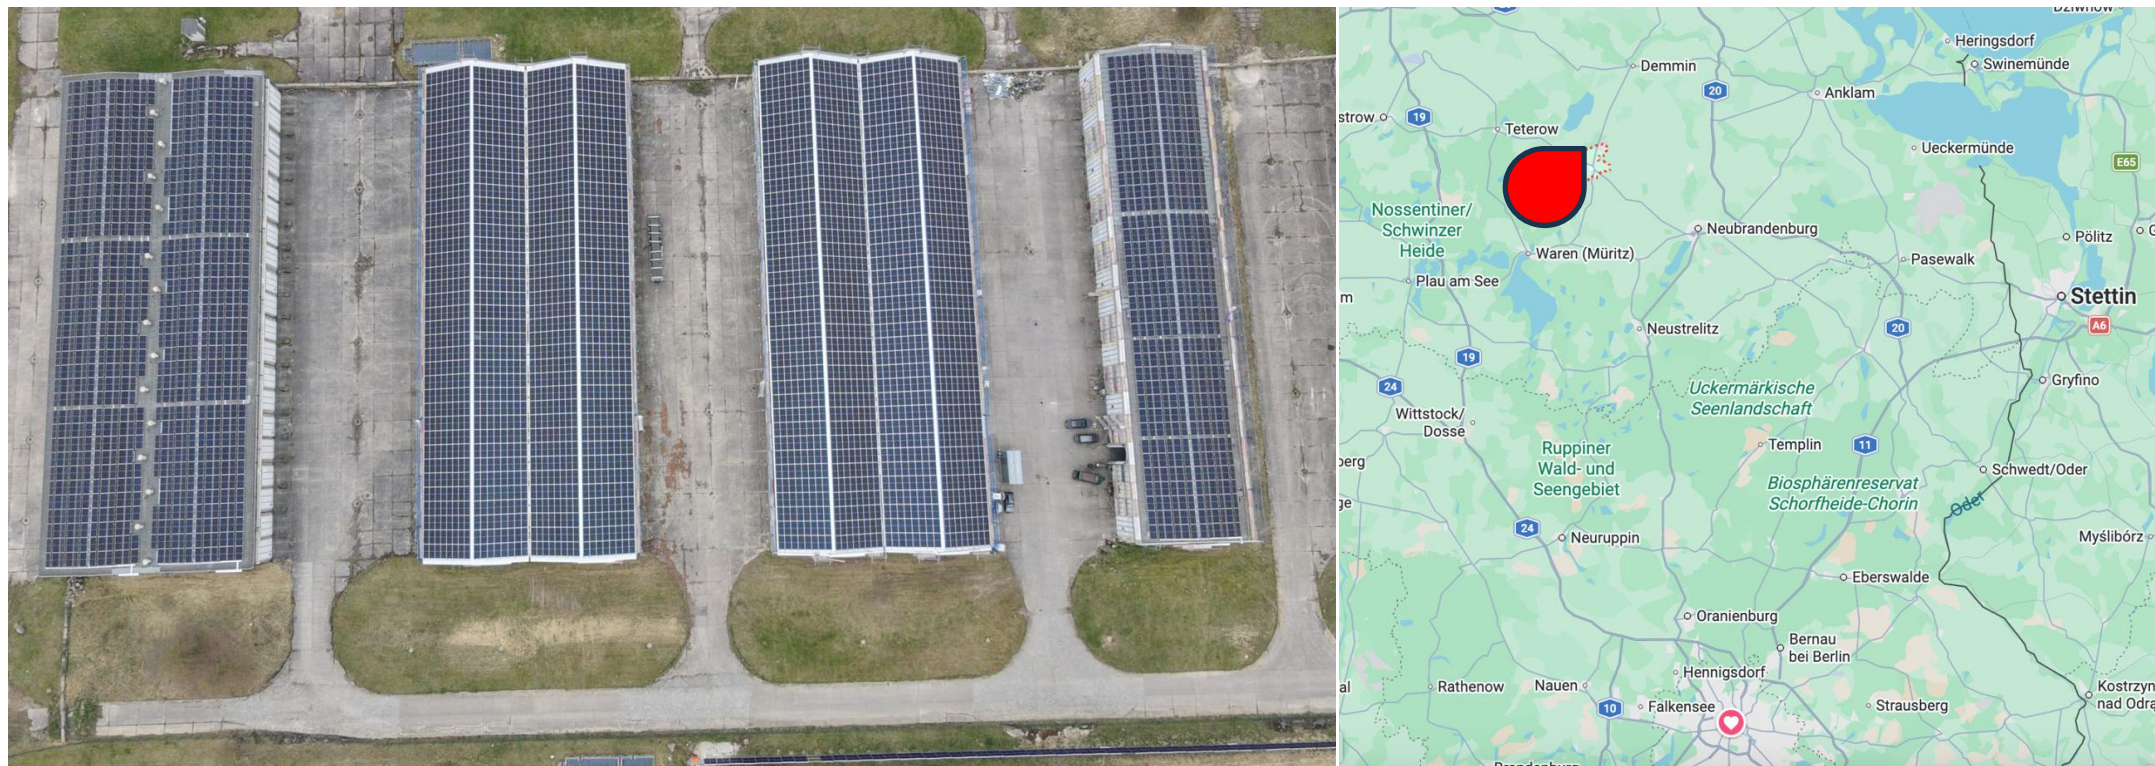 Dziwnów
Heringsdorf
Swinemünde
Demmin
20
Anklam
strow
19
Teterow
Ueckermünde
E65
Nossentiner/
Schwinzer
Heide
Neubrandenburg
Pölitz
G
Waren (Müritz)
Pasewalk
Plau am See
m
Stettin
A6
Neustrelitz
20
19
24
Gryfino
Uckermärkische
Seenlandschaft
Wittstock/
Dosse
Templin
11
Ruppiner
Wald- und
Seengebiet
berg
Schwedt/Oder
Biosphärenreservat
Schorfheide-Chorin
Oder
ge
24
Neuruppin
Myślibórz
Eberswalde
Oranienburg
Bernau
bei Berlin
Hennigsdorf
al
Rathenow
Nauen
Kostrzyn
nad Odrą
10
Falkensee
Strausberg